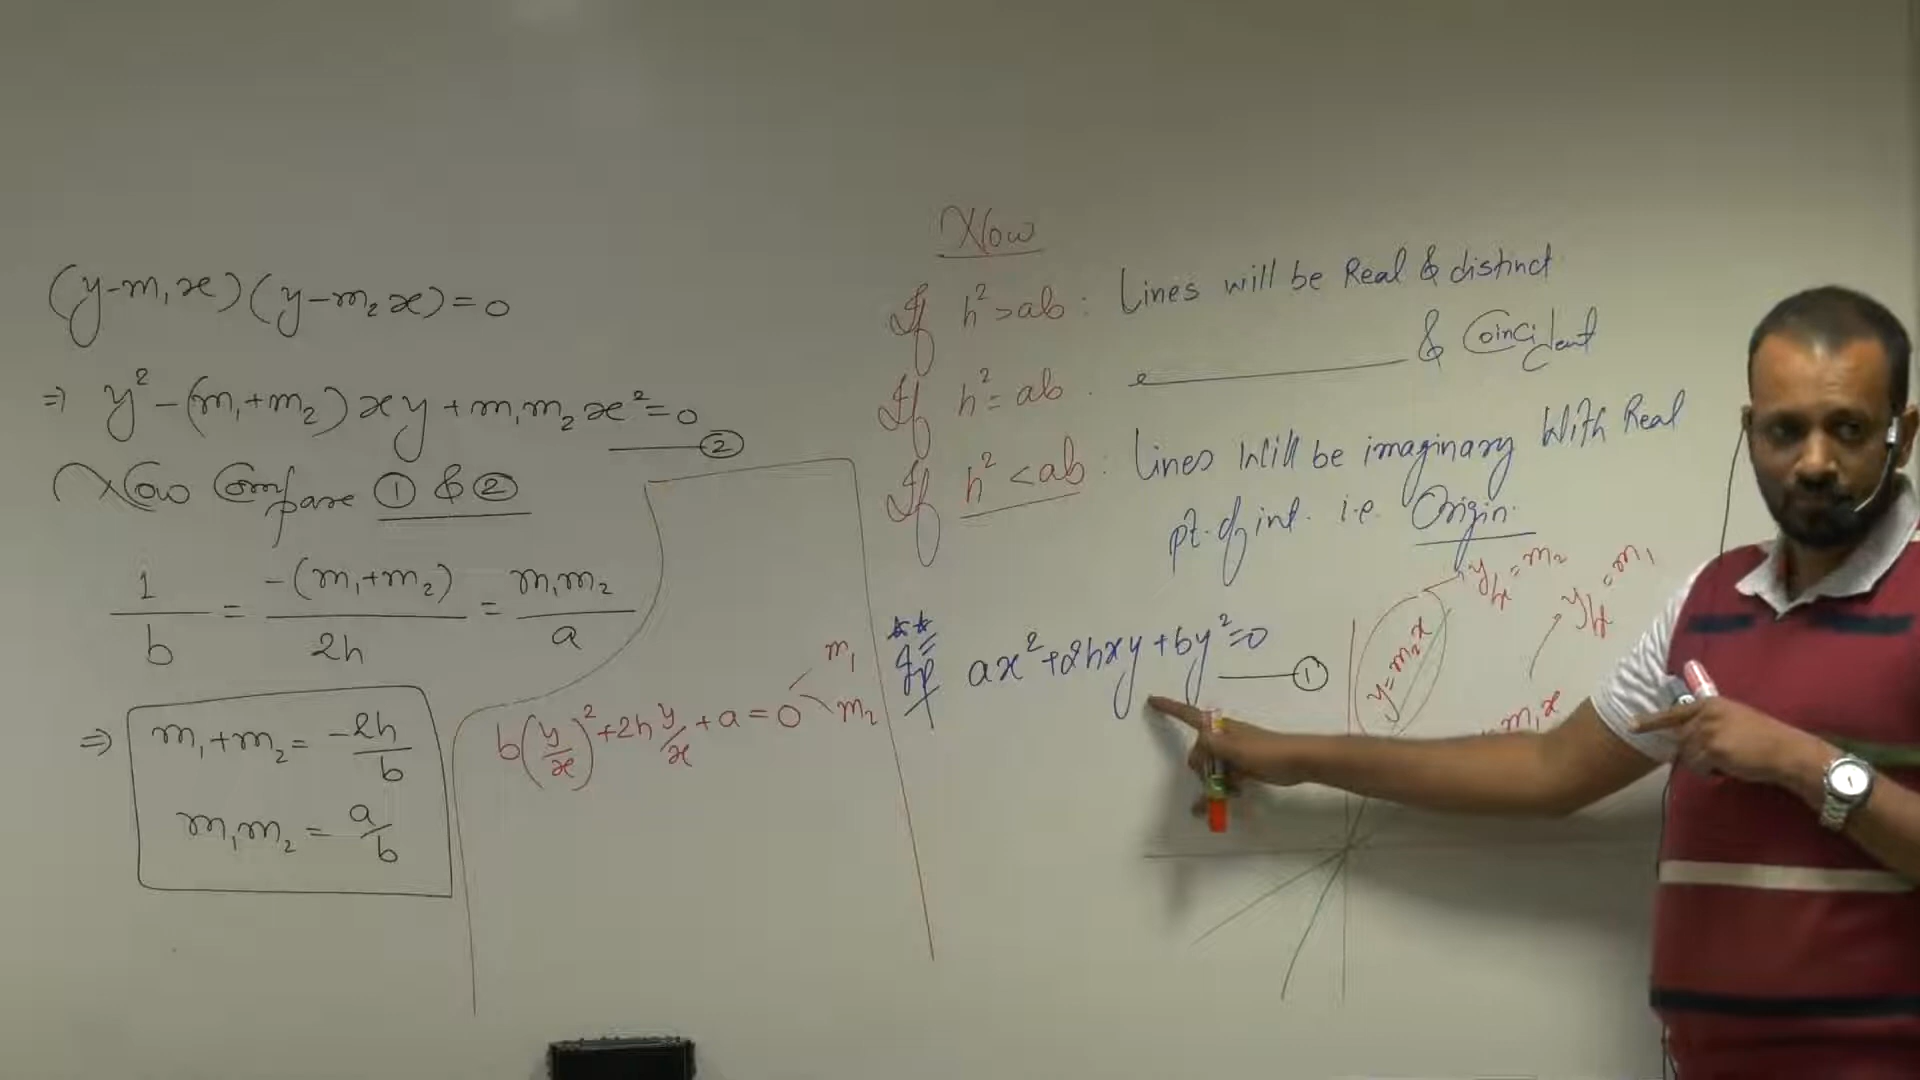 (y-m₁x)(y-m₂x)=0
⇒ y²-(m₁+m₂)xy+m₁m₂x²=0
②
Now Compare ① & ②
1/b = -(m₁+m₂)/2h = m₁m₂/a
⇒ m₁+m₂= -2h/b
m₁m₂ = a/b
b(y/x)²+2h y/x +a=0
m₁
m₂
Now
If h²>ab: Lines will be Real & distinct
If h²=ab. & Coincident
If h²<ab: Lines Will be imaginary With Real
pt. of int. i.e. Origin.
** If ax²+2hxy+by²=0 ①
y=m₂x
y/x=m₂
y/x=m₁
m₁x